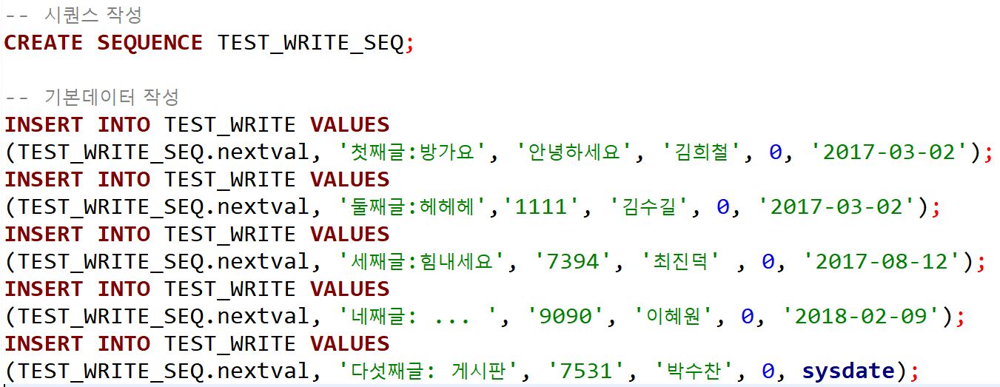 -- 시퀀스 작성
CREATE SEQUENCE TEST_WRITE_SEQ;
-- 기본데이터 작성
INSERT INTO TEST_WRITE VALUES
(TEST_WRITE_SEQ.nextval, '첫째글:방가요', '안녕하세요', '김희철', 0, '2017-03-02');
INSERT INTO TEST_WRITE VALUES
(TEST_WRITE_SEQ.nextval, '둘째글:헤헤헤','1111', '김수길', 0, '2017-03-02');
INSERT INTO TEST_WRITE VALUES
(TEST_WRITE_SEQ.nextval, '세째글:힘내세요', '7394', '최진덕' , 0, '2017-08-12');
INSERT INTO TEST_WRITE VALUES
(TEST_WRITE_SEQ.nextval, '네째글: ... ', '9090', '이혜원', 0, '2018-02-09');
INSERT INTO TEST_WRITE VALUES
(TEST_WRITE_SEQ.nextval, '다섯째글: 게시판', '7531', '박수찬', 0, sysdate);